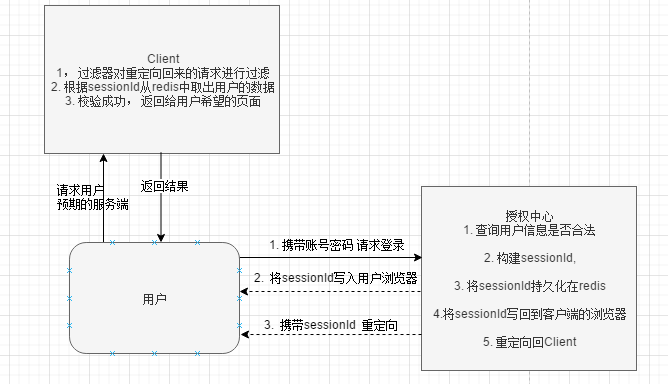 Client
1， 过滤器对重定向回来的请求进行过滤
2. 根据sessionId从redis中取出用户的数据
3. 校验成功， 返回给用户希望的页面
请求用户
预期的服务端
返回结果
用户
1. 携带账号密码 请求登录
2. 将sessionId写入用户浏览器
3. 携带sessionId 重定向
授权中心
1. 查询用户信息是否合法
2. 构建sessionId,
3. 将sessionId持久化在redis
4.将sessionId写回到客户端的浏览器
5. 重定向回Client